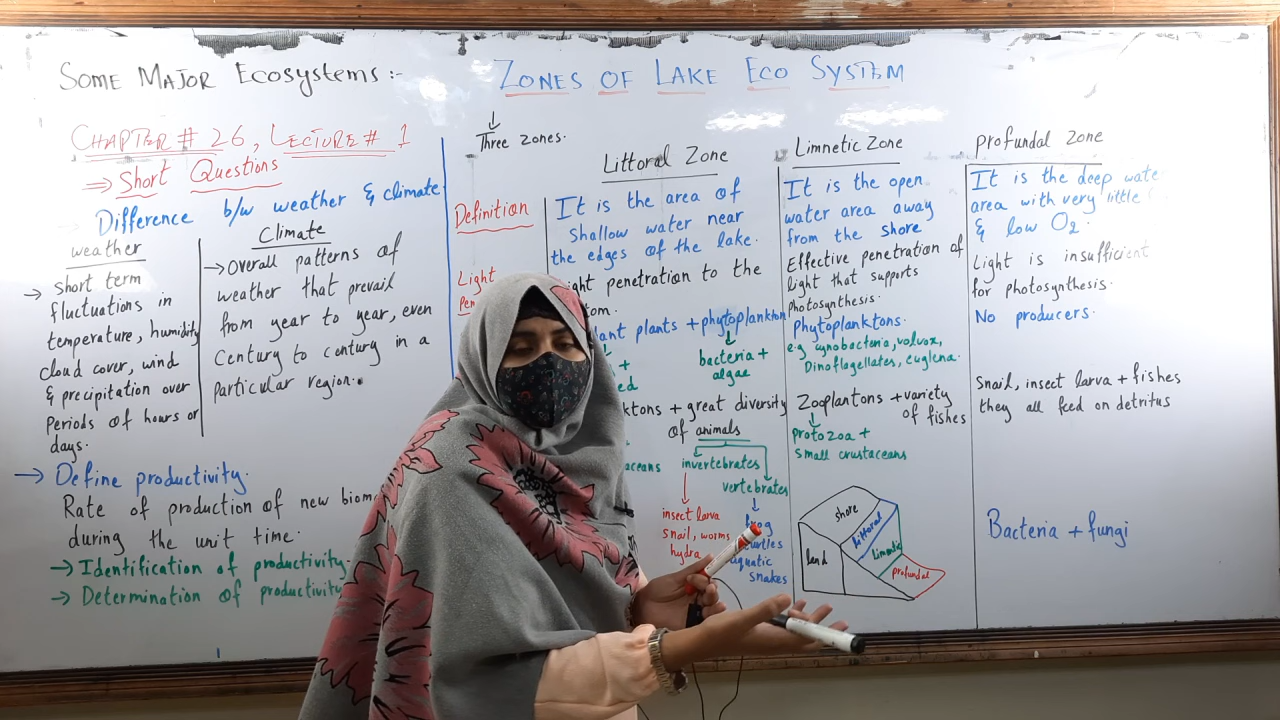 SOME MAJOR ECOSYSTEMS :-
CHAPTER # 26, LECTURE # 1
⇒ Short Questions
Difference b/w weather & climate
weather
→ short term
fluctuations in
temperature, humidity
cloud cover, wind
& precipitation over
Periods of hours or
days.
Climate
→ Overall patterns of
weather that prevail
from year to year, even
Century to century in a
particular region.
→ Define productivity.
Rate of production of new
during the unit time.
→ Identification of productivity.
→ Determination of productivity
ZONES OF LAKE ECO SYSTEM
Three zones.
Definition
Light
Littoral Zone
It is the area of
shallow water near
the edges of the lake.
penetration to the
plants + phytoplankton
bacteria +
algae
+ great diversity
of animals
invertebrates
vertebrates
insect larva
snail, worms
hydra
frog
snakes
Limnetic Zone
It is the open
water area away
from the shore
Effective penetration of
light that supports
photosynthesis.
Phytoplanktons.
e.g cynobacteria, volvox,
Dinoflagellates, euglena.
Zooplantons + variety
of fishes
protozoa +
small crustaceans
shore
littoral
land
Limnetic
profundal
profundal Zone
It is the deep
area with very little
& low O2.
Light is insufficient
for photosynthesis.
No producers.
Snail, insect larva + fishes
they all feed on detritus
Bacteria + fungi